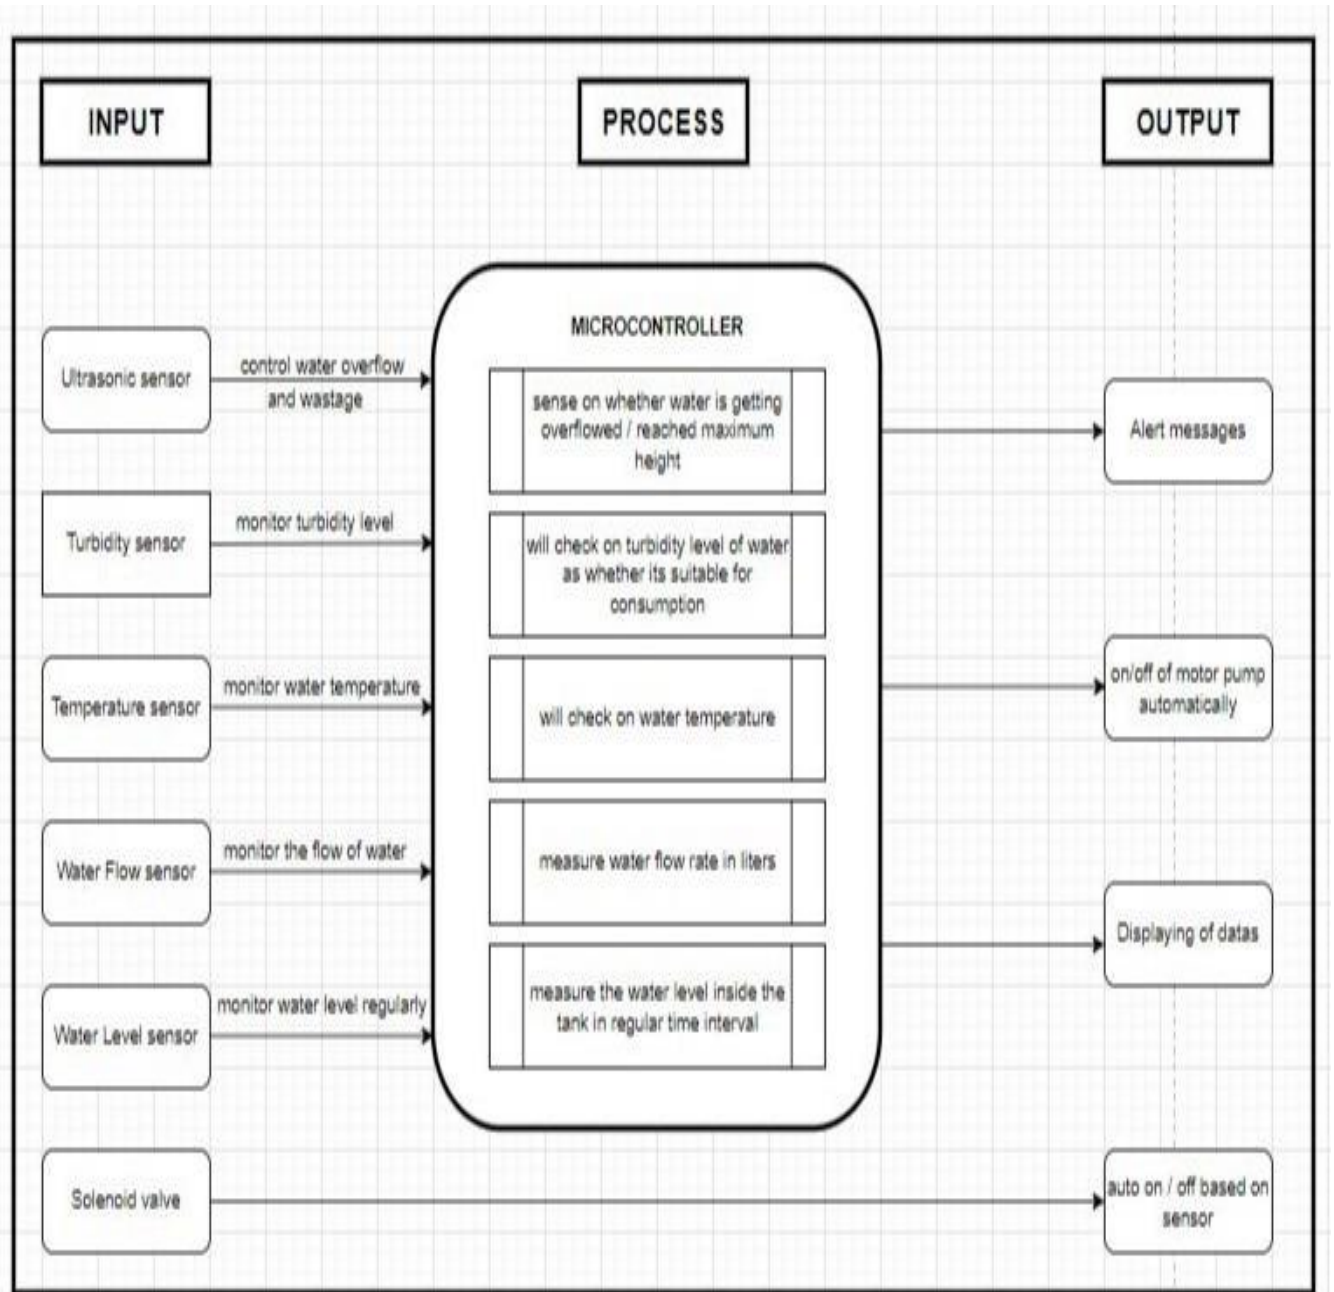 INPUT
PROCESS
OUTPUT
MICROCONTROLLER
Ultrasonic sensor
control water overflow
and wastage
sense on whether water is getting
overflowed / reached maximum
height
Alert messages
Turbidity sensor
monitor turbidity level
will check on turbidity level of water
as whether its suitable for
consumption
Temperature sensor
monitor water temperature
will check on water temperature
on/off of motor pump
automatically
Water Flow sensor
monitor the flow of water
measure water flow rate in liters
Displaying of datas
Water Level sensor
monitor water level regularly
measure the water level inside the
tank in regular time interval
Solenoid valve
auto on / off based on
sensor